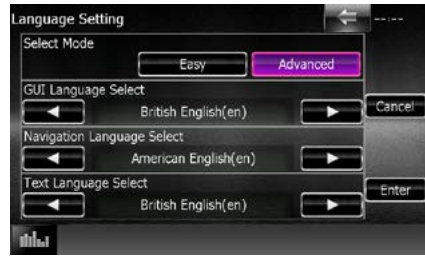 Language Setting
--:--
Select Mode
Easy
Advanced
GUI Language Select
British English(en)
Cancel
Navigation Language Select
American English(en)
Text Language Select
Enter
British English(en)